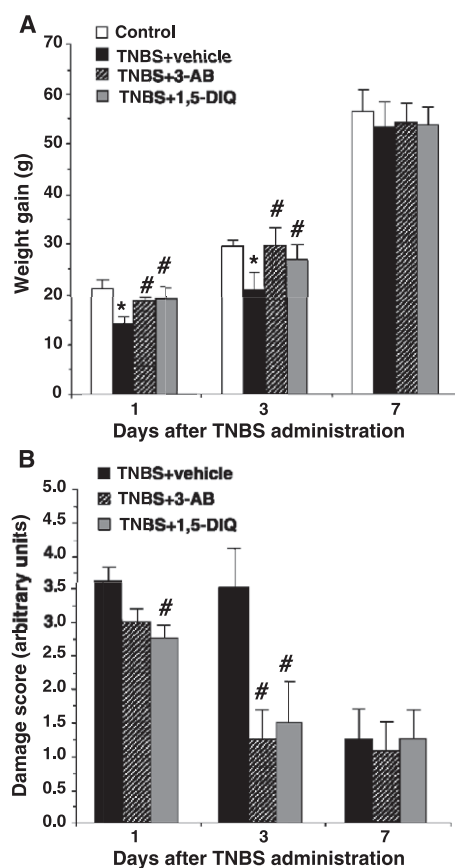 A
Control
TNBS+vehicle
TNBS+3-AB
TNBS+1,5-DIQ
Weight gain (g)
70
60
50
40
30
20
10
0
* # #
* # #
1 3 7
Days after TNBS administration
B
TNBS+vehicle
TNBS+3-AB
TNBS+1,5-DIQ
Damage score (arbitrary units)
5.0
4.5
4.0
3.5
3.0
2.5
2.0
1.5
1.0
0.5
0.0
#
# #
1 3 7
Days after TNBS administration